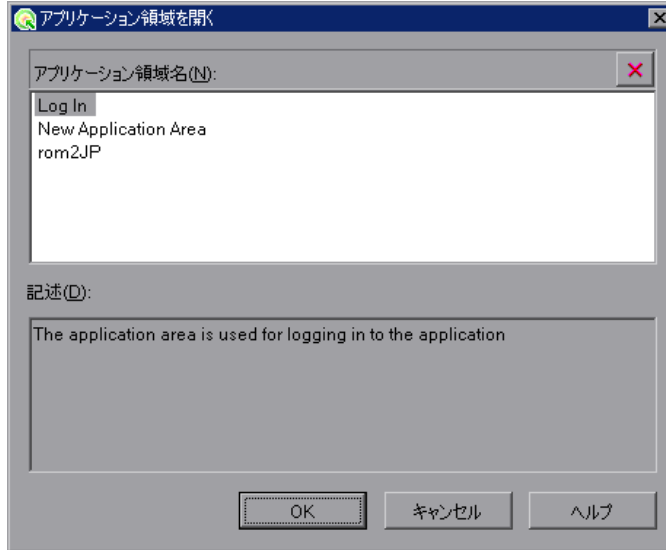 アプリケーション領域を開く
アプリケーション領域名(N):
Log In
New Application Area
rom2JP
記述(D):
The application area is used for logging in to the application
OK
キャンセル
ヘルプ